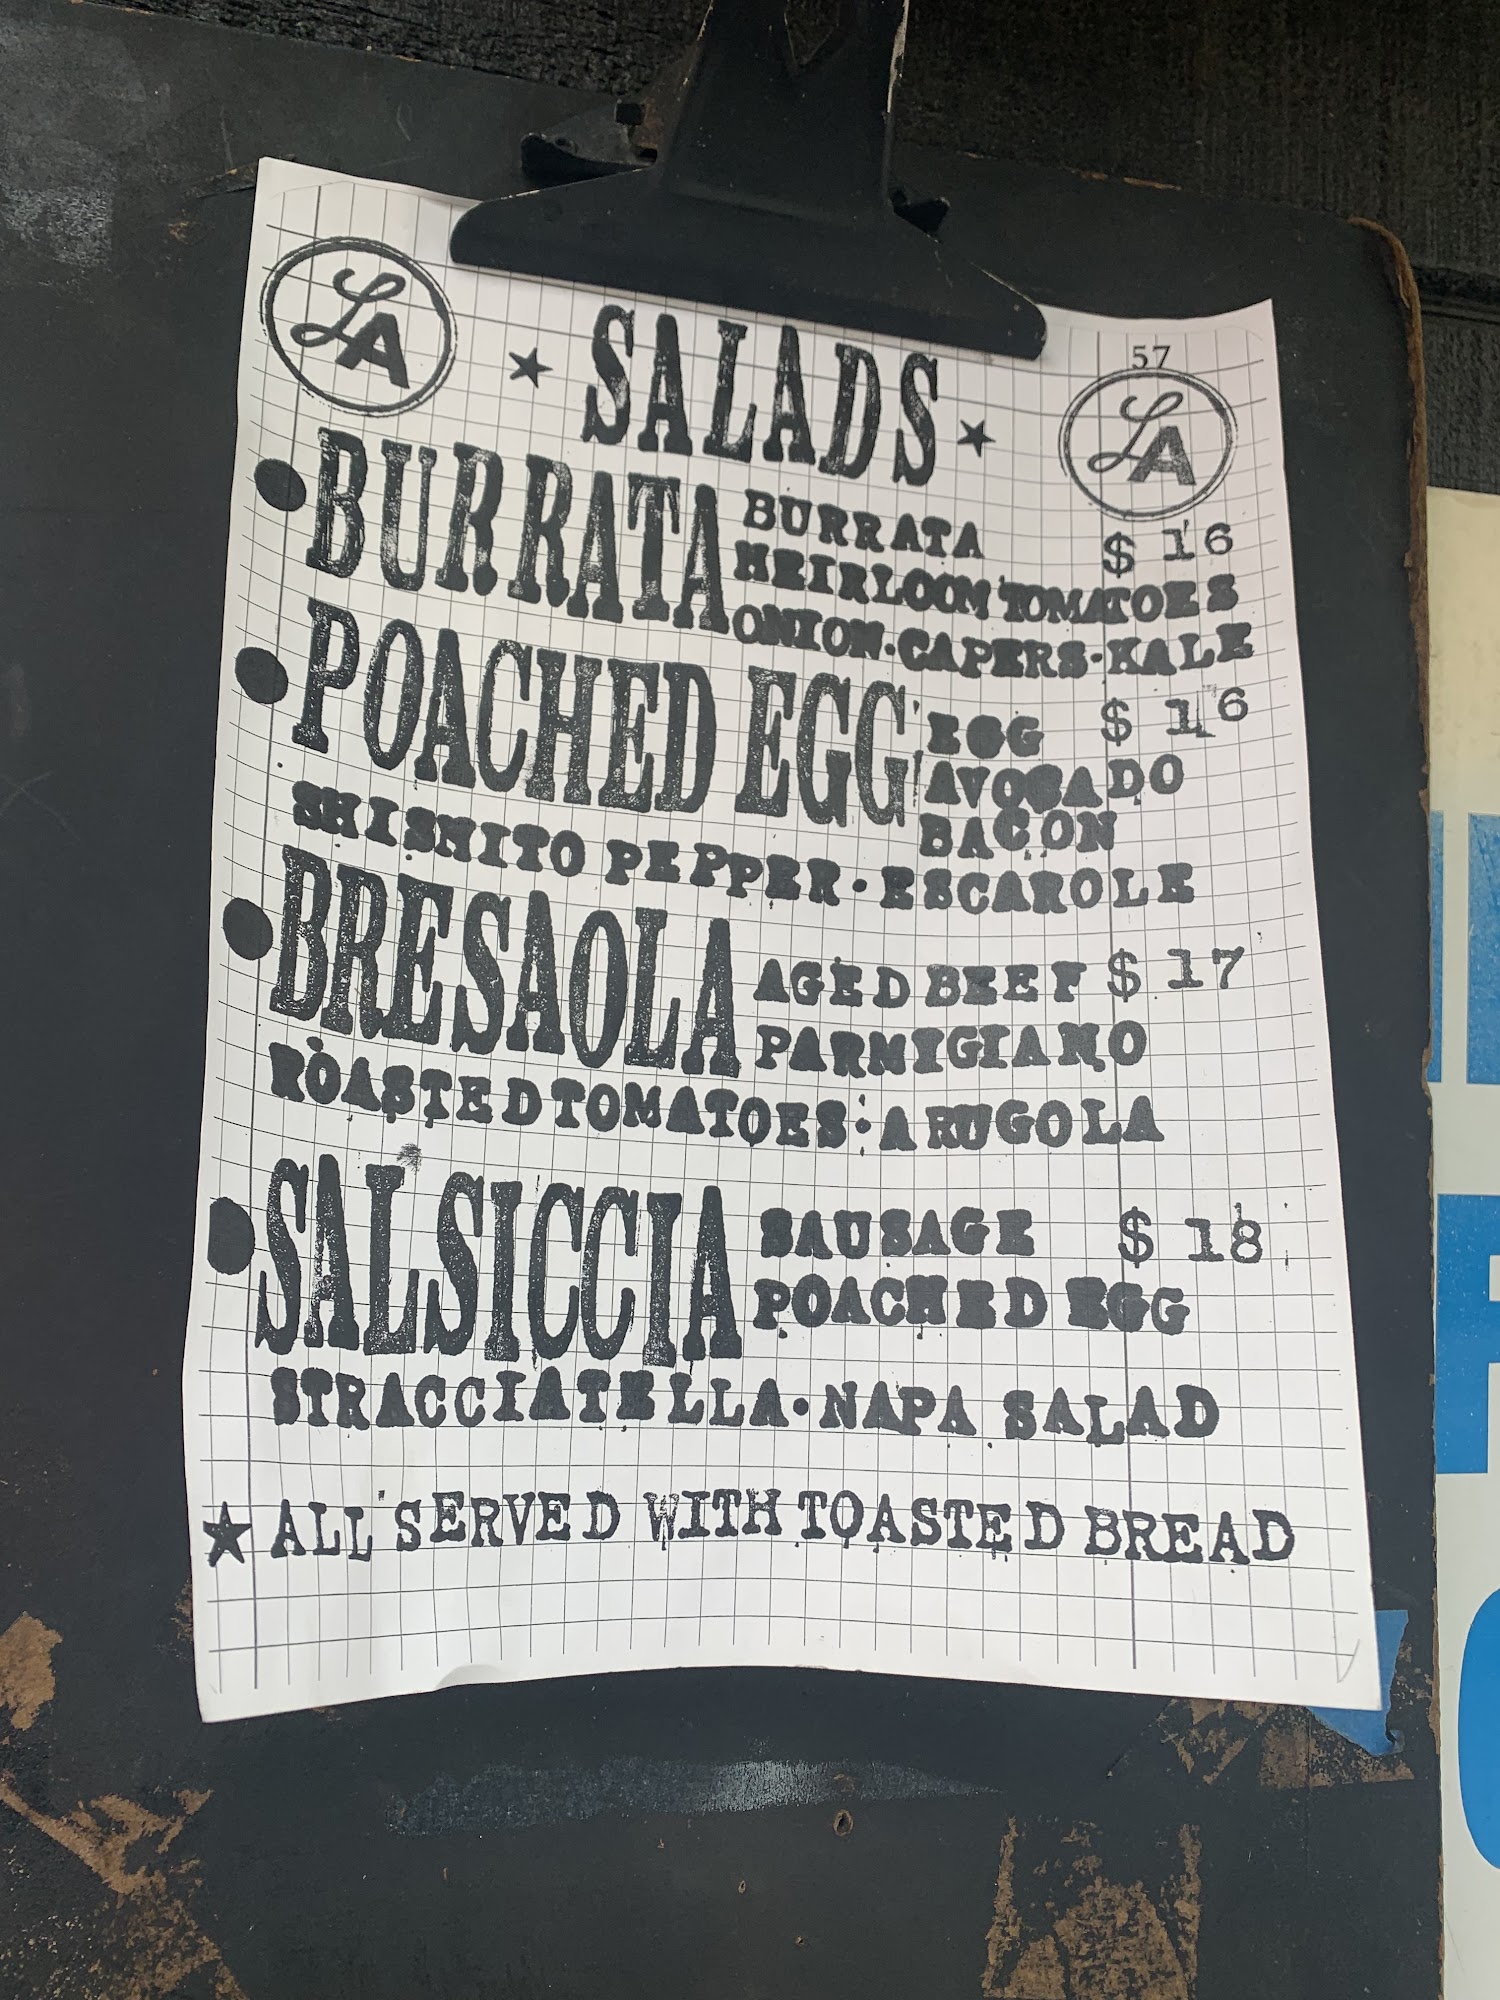 LA
SALADS
57
LA
BURRATA
BURRATA $16
HEIRLOOM TOMATOES
ONION·CAPERS·KALE
POACHED EGG
EGG $16
AVOCADO
BACON
SHISHITO PEPPER·ESCAROLE
BRESAOLA
AGED BEEF $17
PARMIGIANO
ROASTED TOMATOES·ARUGOLA
SALSICCIA
SAUSAGE $18
POACHED EGG
STRACCIATELLA·NAPA SALAD
★ ALL SERVED WITH TOASTED BREAD